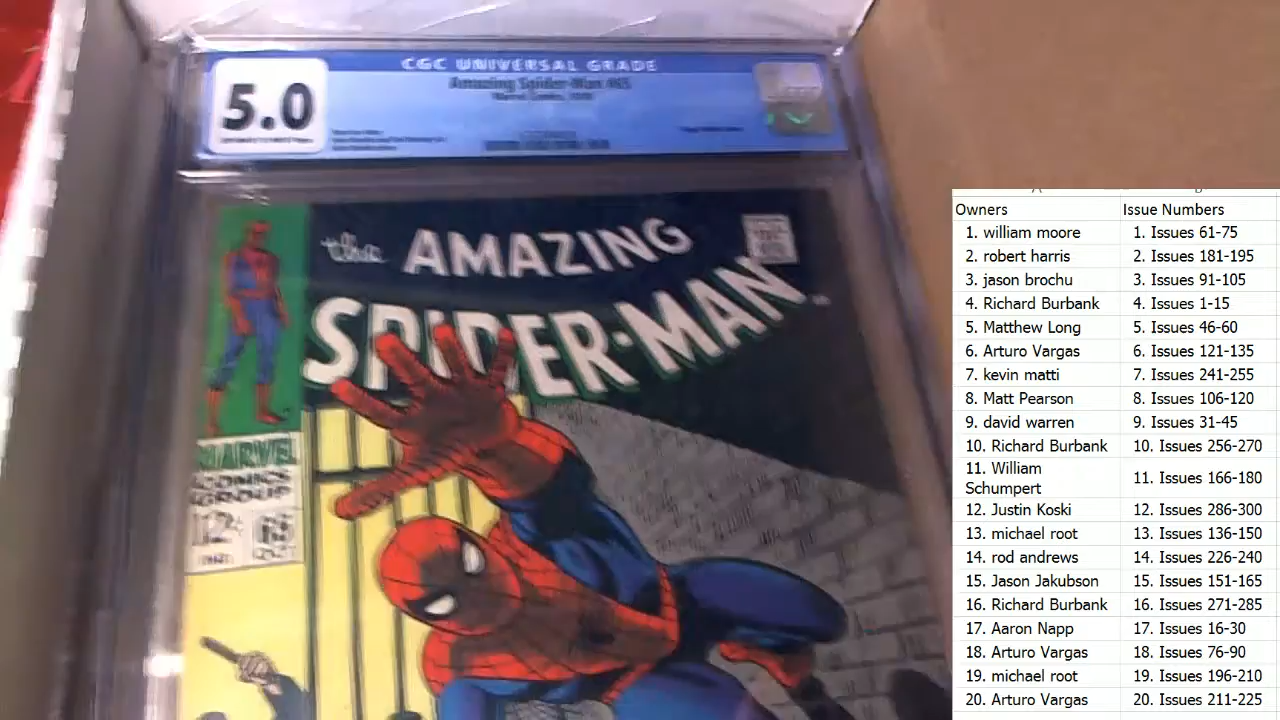 CGC UNIVERSAL GRADE
Amazing Spider-Man #65
5.0
the AMAZING
SPIDER-MAN
MARVEL
COMICS
GROUP
12¢ 65
IND. OCT
Owners Issue Numbers
1. william moore 1. Issues 61-75
2. robert harris 2. Issues 181-195
3. jason brochu 3. Issues 91-105
4. Richard Burbank 4. Issues 1-15
5. Matthew Long 5. Issues 46-60
6. Arturo Vargas 6. Issues 121-135
7. kevin matti 7. Issues 241-255
8. Matt Pearson 8. Issues 106-120
9. david warren 9. Issues 31-45
10. Richard Burbank 10. Issues 256-270
11. William
Schumpert 11. Issues 166-180
12. Justin Koski 12. Issues 286-300
13. michael root 13. Issues 136-150
14. rod andrews 14. Issues 226-240
15. Jason Jakubson 15. Issues 151-165
16. Richard Burbank 16. Issues 271-285
17. Aaron Napp 17. Issues 16-30
18. Arturo Vargas 18. Issues 76-90
19. michael root 19. Issues 196-210
20. Arturo Vargas 20. Issues 211-225